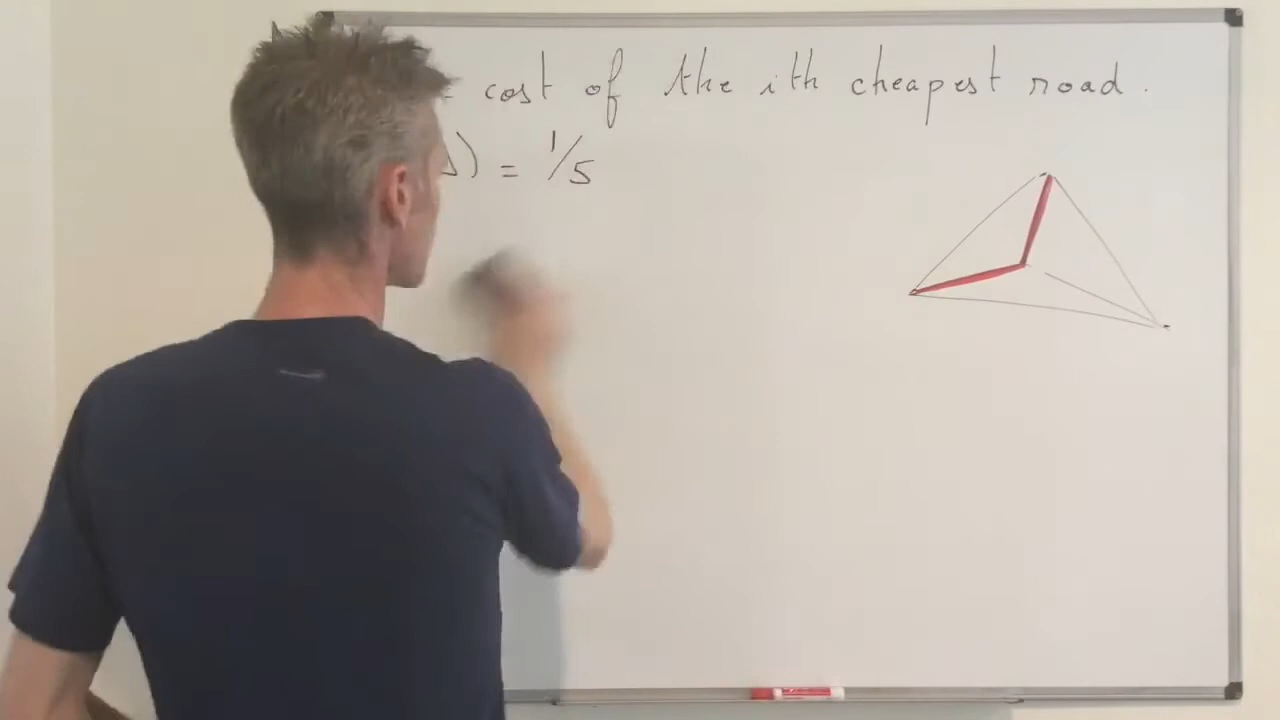 cost of the ith cheapest road.
) = 1/5